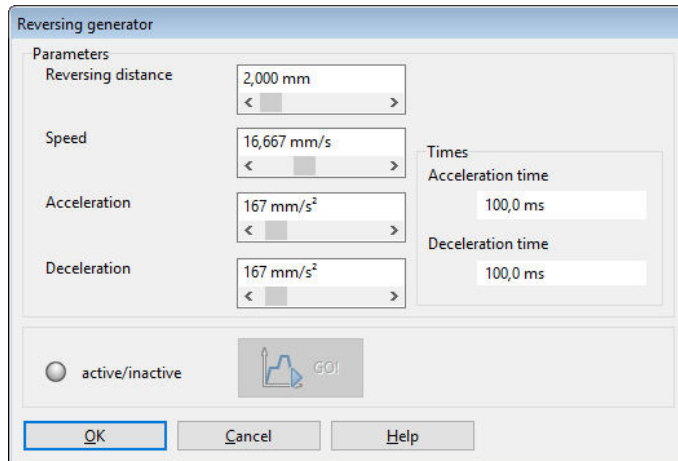 Reversing generator
Parameters
Reversing distance
2,000 mm
Speed
16,667 mm/s
Acceleration
167 mm/s²
Deceleration
167 mm/s²
Times
Acceleration time
100,0 ms
Deceleration time
100,0 ms
active/inactive
GO!
OK
Cancel
Help